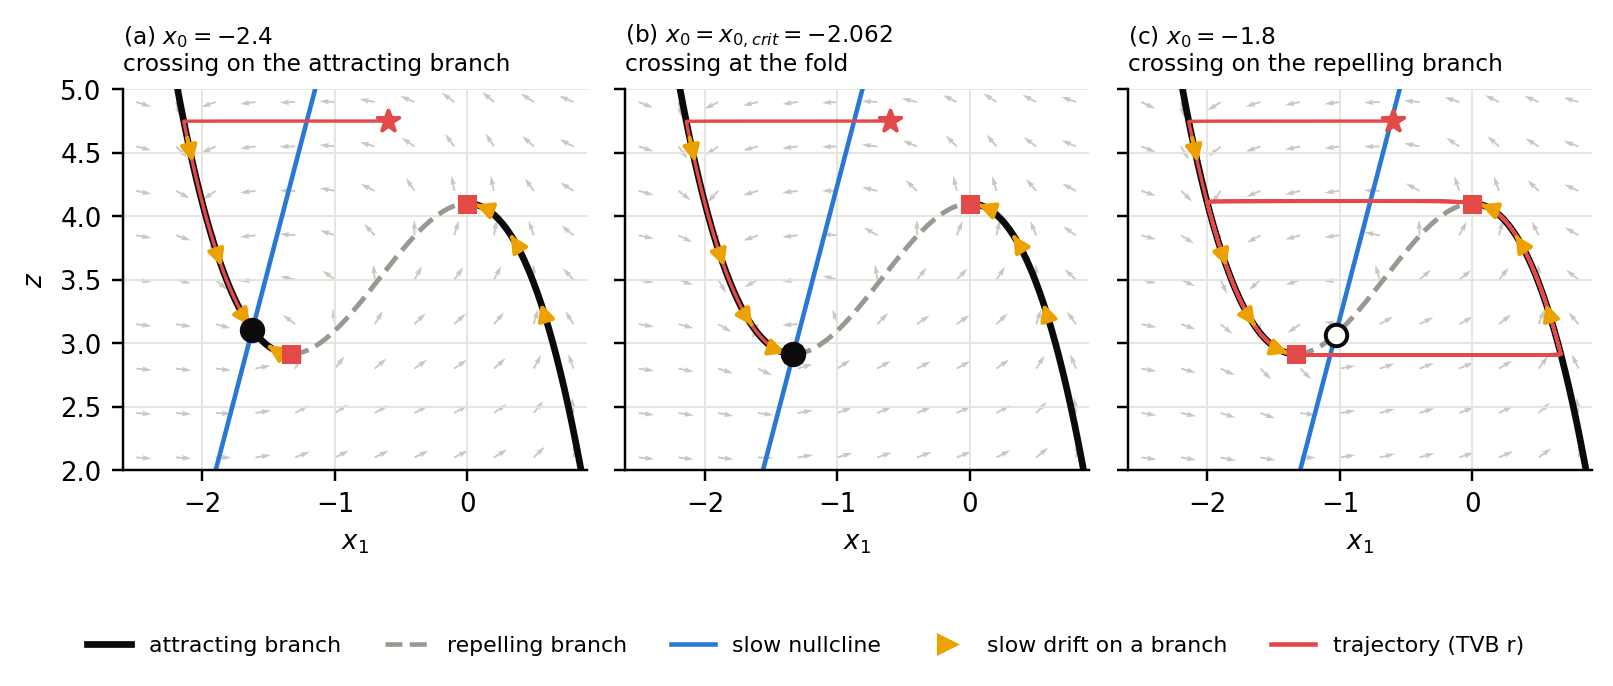 (a) x₀ = −2.4
crossing on the attracting branch
(b) x₀ = x₀,crit = −2.062
crossing at the fold
(c) x₀ = −1.8
crossing on the repelling branch
5.0
4.5
4.0
3.5
3.0
2.5
2.0
z
−2 −1 0
−2 −1 0
−2 −1 0
x₁
x₁
x₁
attracting branch
repelling branch
slow nullcline
slow drift on a branch
trajectory (TVB r)